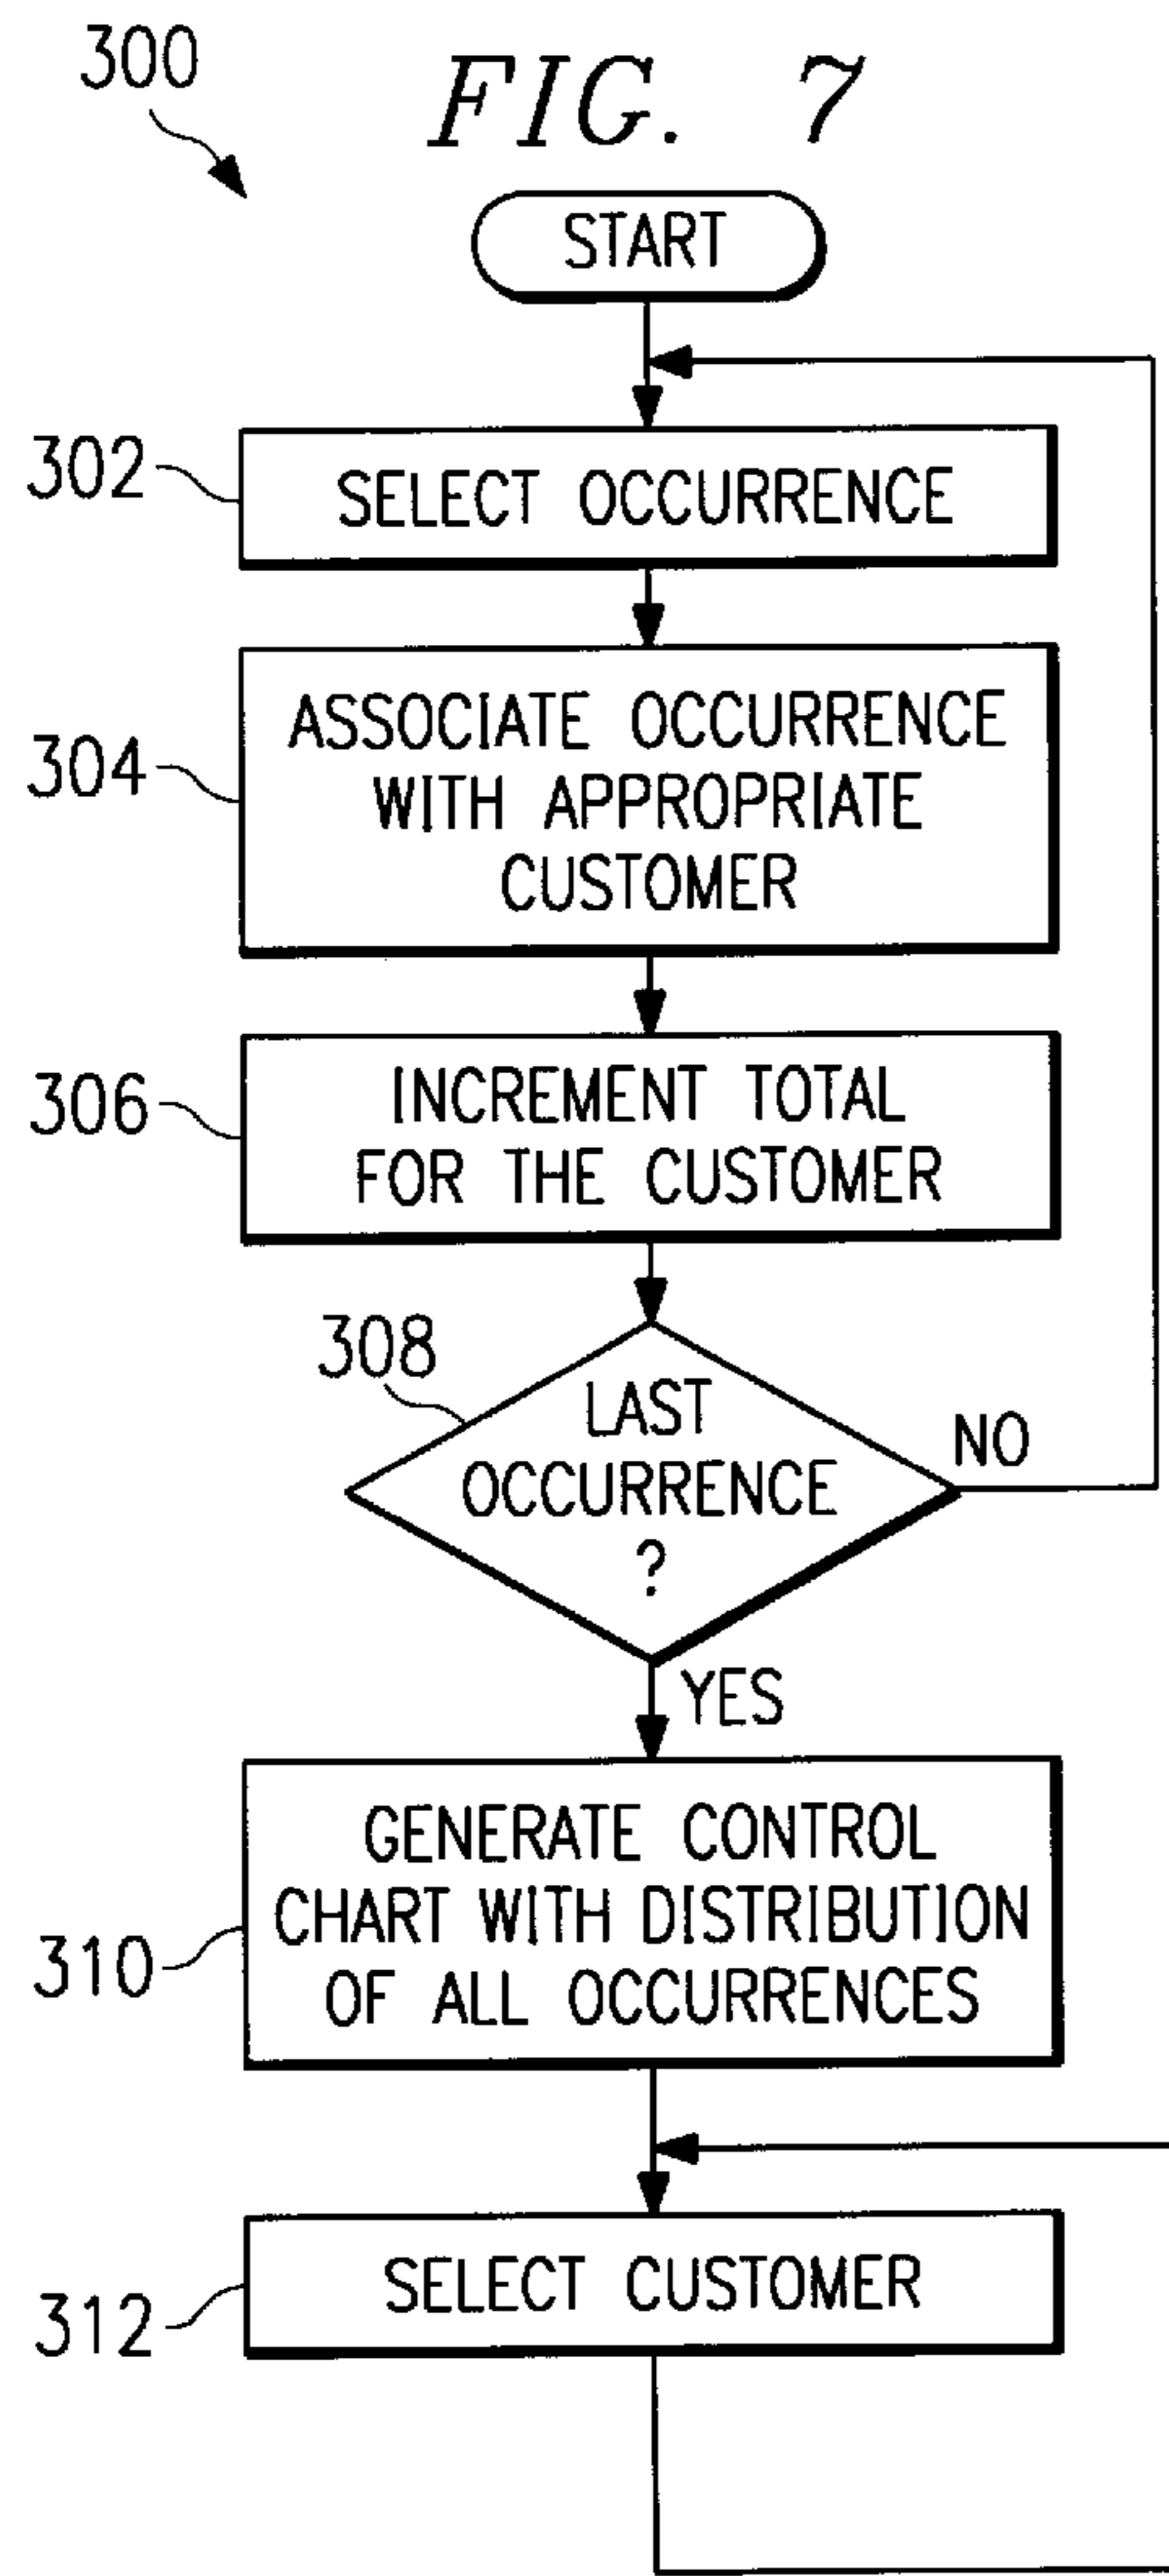 300
FIG. 7
START
302
SELECT OCCURRENCE
304
ASSOCIATE OCCURRENCE
WITH APPROPRIATE
CUSTOMER
306
INCREMENT TOTAL
FOR THE CUSTOMER
308
LAST
OCCURRENCE
?
NO
YES
310
GENERATE CONTROL
CHART WITH DISTRIBUTION
OF ALL OCCURRENCES
312
SELECT CUSTOMER